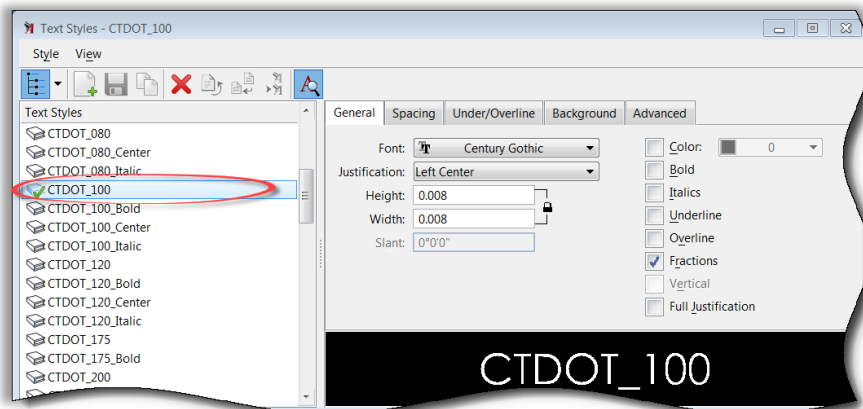 Text Styles - CTDOT_100
Style View
Text Styles
CTDOT_080
CTDOT_080_Center
CTDOT_080_Italic
CTDOT_100
CTDOT_100_Bold
CTDOT_100_Center
CTDOT_100_Italic
CTDOT_120
CTDOT_120_Bold
CTDOT_120_Center
CTDOT_120_Italic
CTDOT_175
CTDOT_175_Bold
CTDOT_200
General Spacing Under/Overline Background Advanced
Font: Century Gothic
Justification: Left Center
Height: 0.008
Width: 0.008
Slant: 0°0'0"
Color: 0
Bold
Italics
Underline
Overline
Fractions
Vertical
Full Justification
CTDOT_100